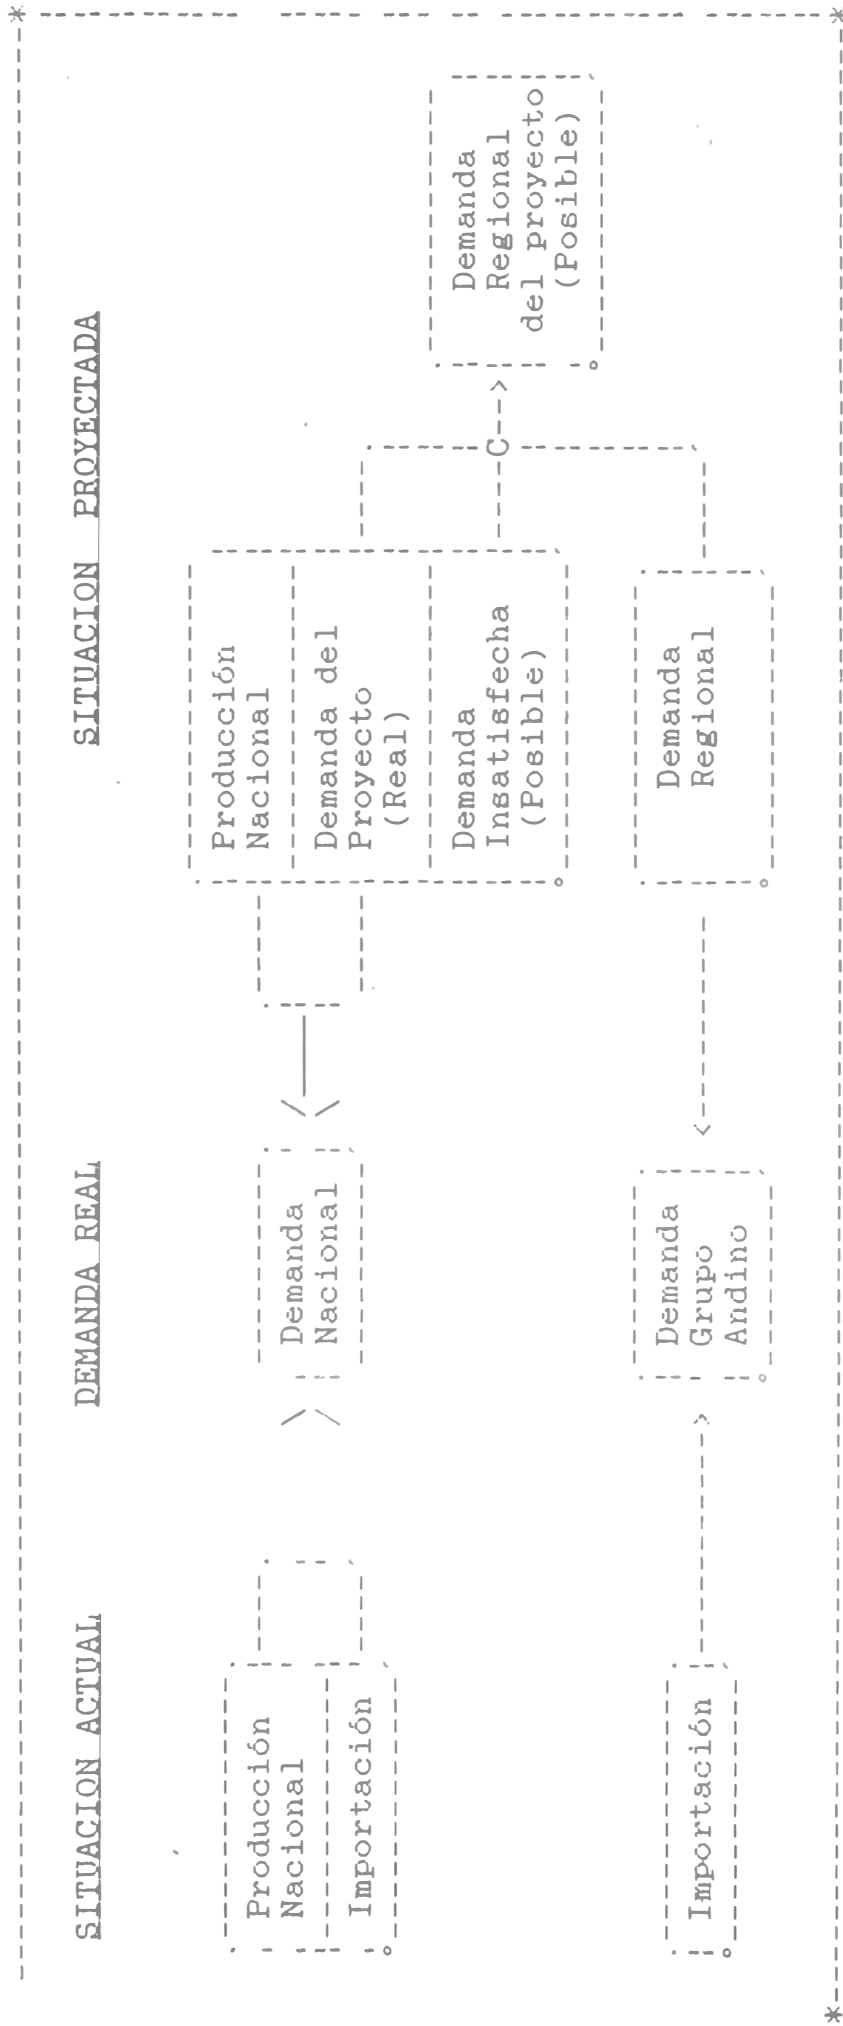 SITUACION ACTUAL
DEMANDA REAL
SITUACION PROYECTADA
Producción
Nacional
Importación
Demanda
Nacional
Producción
Nacional
Demanda del
Proyecto
(Real)
Demanda
Insatisfecha
(Posible)
C
Demanda
Regional
del proyecto
(Posible)
Importación
Demanda
Grupo
Andino
Demanda
Regional